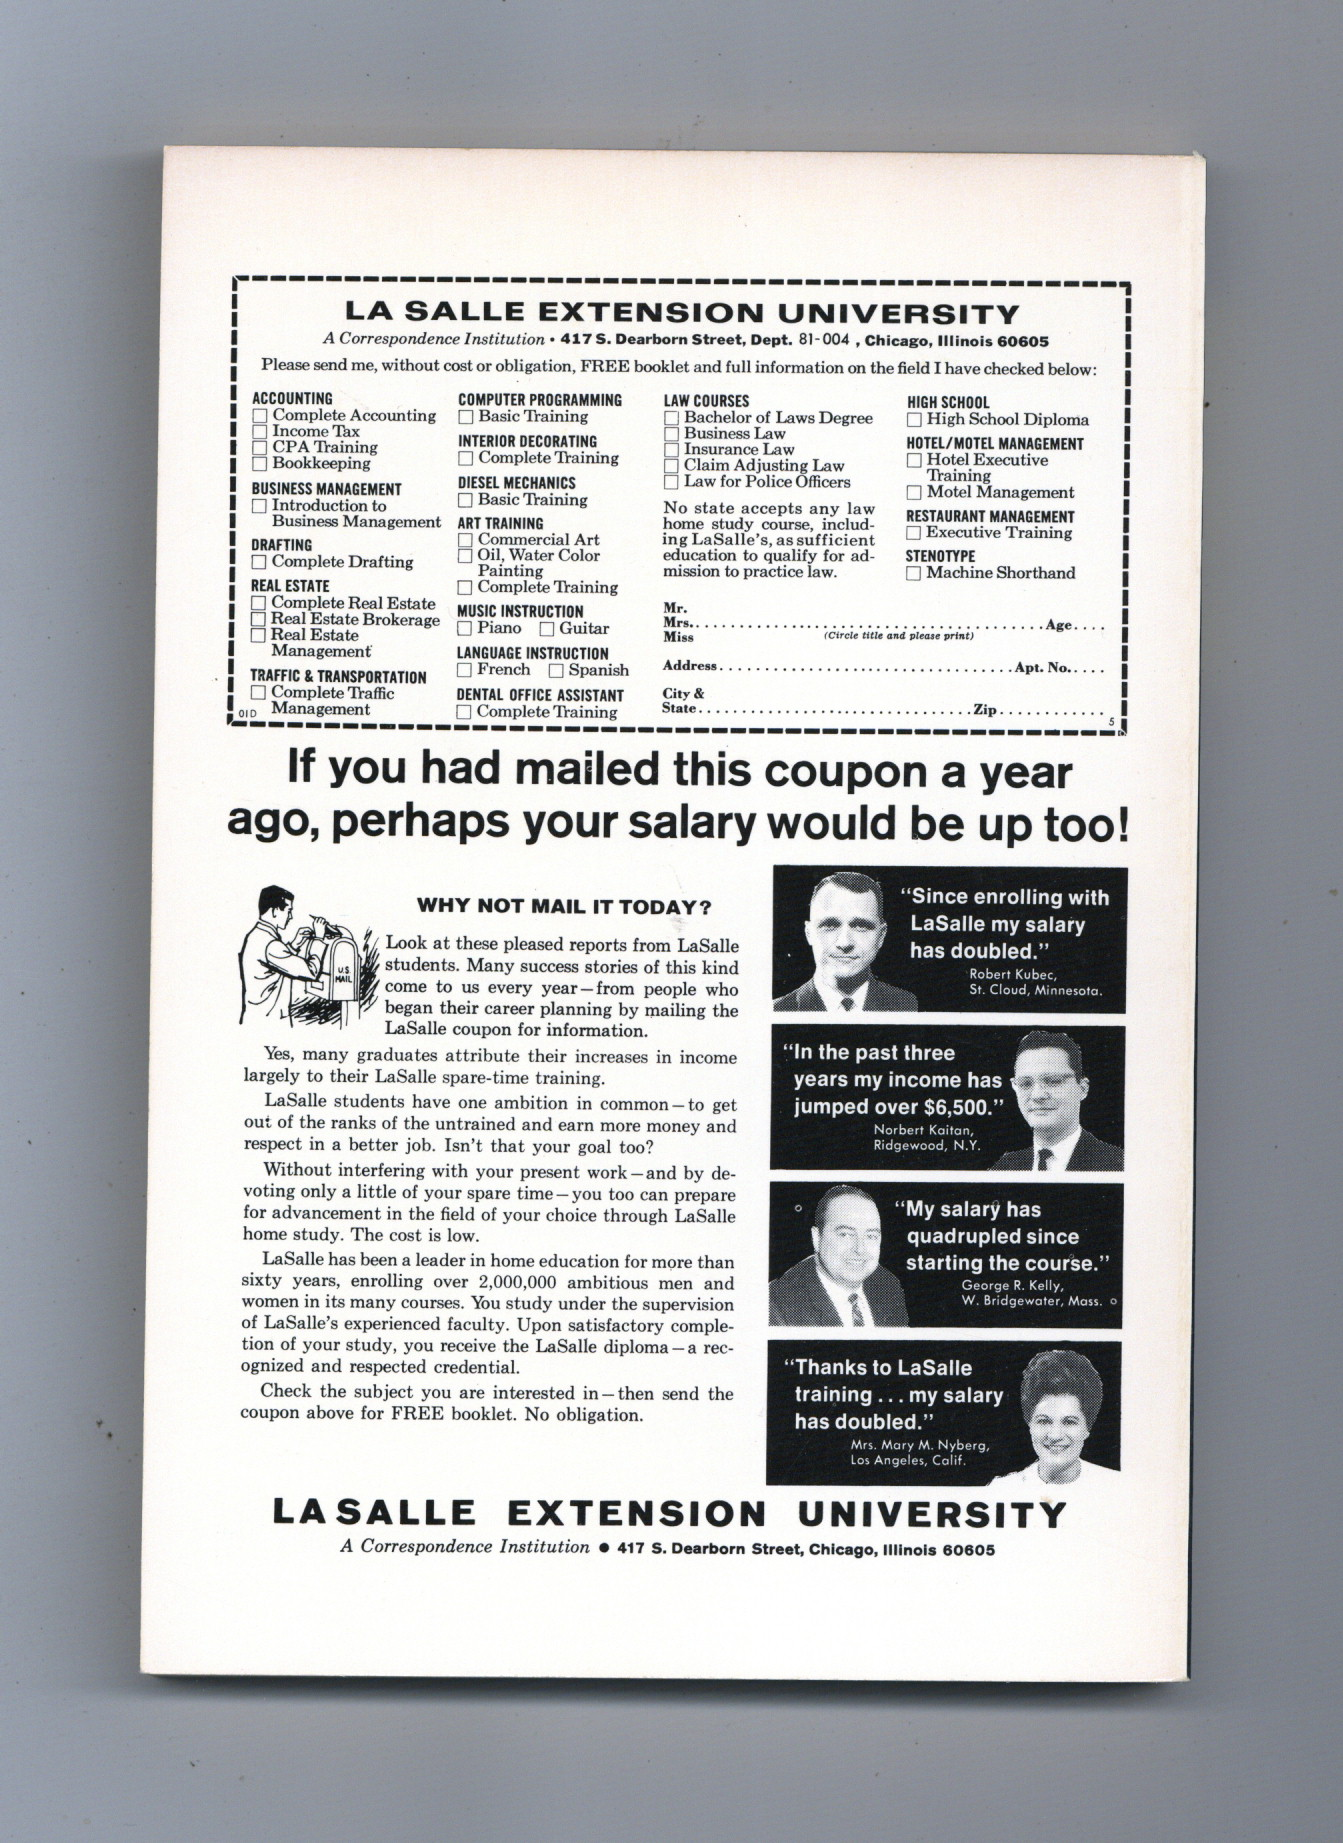 LA SALLE EXTENSION UNIVERSITY
A Correspondence Institution • 417 S. Dearborn Street, Dept. 81-004 , Chicago, Illinois 60605
Please send me, without cost or obligation, FREE booklet and full information on the field I have checked below:
ACCOUNTING
☐ Complete Accounting
☐ Income Tax
☐ CPA Training
☐ Bookkeeping
BUSINESS MANAGEMENT
☐ Introduction to
Business Management
DRAFTING
☐ Complete Drafting
REAL ESTATE
☐ Complete Real Estate
☐ Real Estate Brokerage
☐ Real Estate
Management
TRAFFIC & TRANSPORTATION
☐ Complete Traffic
Management
01D
COMPUTER PROGRAMMING
☐ Basic Training
INTERIOR DECORATING
☐ Complete Training
DIESEL MECHANICS
☐ Basic Training
ART TRAINING
☐ Commercial Art
☐ Oil, Water Color
Painting
☐ Complete Training
MUSIC INSTRUCTION
☐ Piano ☐ Guitar
LANGUAGE INSTRUCTION
☐ French ☐ Spanish
DENTAL OFFICE ASSISTANT
☐ Complete Training
LAW COURSES
☐ Bachelor of Laws Degree
☐ Business Law
☐ Insurance Law
☐ Claim Adjusting Law
☐ Law for Police Officers
No state accepts any law
home study course, includ-
ing LaSalle's, as sufficient
education to qualify for ad-
mission to practice law.
HIGH SCHOOL
☐ High School Diploma
HOTEL/MOTEL MANAGEMENT
☐ Hotel Executive
Training
☐ Motel Management
RESTAURANT MANAGEMENT
☐ Executive Training
STENOTYPE
☐ Machine Shorthand
Mr.
Mrs.........................................Age....
Miss (Circle title and please print)
Address..................................Apt. No.....
City &
State................................Zip............
5
If you had mailed this coupon a year
ago, perhaps your salary would be up too!
WHY NOT MAIL IT TODAY?
U.S.
MAIL
Look at these pleased reports from LaSalle
students. Many success stories of this kind
come to us every year—from people who
began their career planning by mailing the
LaSalle coupon for information.
Yes, many graduates attribute their increases in income
largely to their LaSalle spare-time training.
LaSalle students have one ambition in common—to get
out of the ranks of the untrained and earn more money and
respect in a better job. Isn't that your goal too?
Without interfering with your present work—and by de-
voting only a little of your spare time—you too can prepare
for advancement in the field of your choice through LaSalle
home study. The cost is low.
LaSalle has been a leader in home education for more than
sixty years, enrolling over 2,000,000 ambitious men and
women in its many courses. You study under the supervision
of LaSalle's experienced faculty. Upon satisfactory comple-
tion of your study, you receive the LaSalle diploma—a rec-
ognized and respected credential.
Check the subject you are interested in—then send the
coupon above for FREE booklet. No obligation.
"Since enrolling with
LaSalle my salary
has doubled."
Robert Kubec,
St. Cloud, Minnesota.
"In the past three
years my income has
jumped over $6,500."
Norbert Kaitan,
Ridgewood, N.Y.
"My salary has
quadrupled since
starting the course."
George R. Kelly,
W. Bridgewater, Mass.
"Thanks to LaSalle
training ... my salary
has doubled."
Mrs. Mary M. Nyberg,
Los Angeles, Calif.
LA SALLE EXTENSION UNIVERSITY
A Correspondence Institution • 417 S. Dearborn Street, Chicago, Illinois 60605